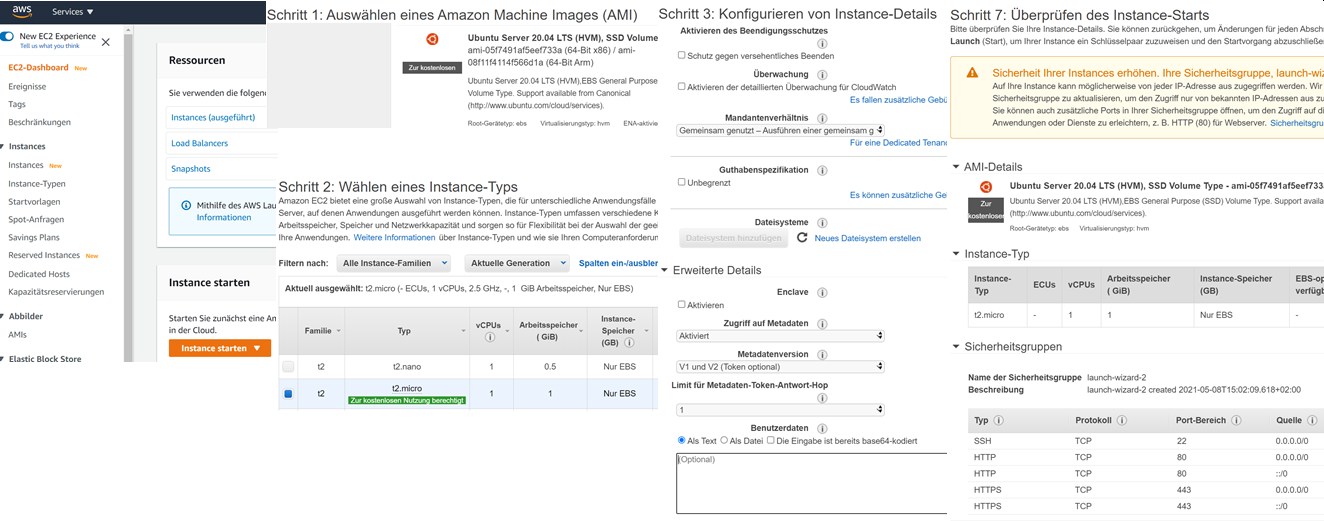 aws
Services
New EC2 Experience
Tell us what you think
EC2-Dashboard New
Ereignisse
Tags
Beschränkungen
Instances
Instances New
Instance-Typen
Startvorlagen
Spot-Anfragen
Savings Plans
Reserved Instances New
Dedicated Hosts
Kapazitätsreservierungen
Abbilder
AMIs
Elastic Block Store
Ressourcen
Sie verwenden die folgen
Instances (ausgeführt)
Load Balancers
Snapshots
Mithilfe des AWS Lau
Informationen
Instance starten
Starten Sie zunächst eine An
in der Cloud.
Instance starten
Schritt 1: Auswählen eines Amazon Machine Images (AMI)
Zur kostenlosen
Ubuntu Server 20.04 LTS (HVM), SSD Volume
ami-05f7491af5eef733a (64-Bit x86) / ami-
08f1f4114f566d1a (64-Bit Arm)
Ubuntu Server 20.04 LTS (HVM),EBS General Purpose
Volume Type. Support available from Canonical
(http://www.ubuntu.com/cloud/services).
Root-Gerätetyp: ebs Virtualisierungstyp: hvm ENA-aktivie
Schritt 2: Wählen eines Instance-Typs
Amazon EC2 bietet eine große Auswahl von Instance-Typen, die für unterschiedliche Anwendungsfälle
Server, auf denen Anwendungen ausgeführt werden können. Instance-Typen umfassen verschiedene K
Arbeitsspeicher, Speicher und Netzwerkkapazität und sorgen so für Flexibilität bei der Auswahl der geei
Ihre Anwendungen. Weitere Informationen über Instance-Typen und wie sie Ihren Computeranforderun
Filtern nach: Alle Instance-Familien Aktuelle Generation Spalten ein-/ausbler
Aktuell ausgewählt: t2.micro (- ECUs, 1 vCPUs, 2.5 GHz, -, 1 GiB Arbeitsspeicher, Nur EBS)
Familie Typ vCPUs Arbeitsspeicher ( GiB) Instance-Speicher (GB)
t2 t2.nano 1 0.5 Nur EBS
t2 t2.micro 1 1 Nur EBS
Zur kostenlosen Nutzung berechtigt
Schritt 3: Konfigurieren von Instance-Details
Aktivieren des Beendigungsschutzes
Schutz gegen versehentliches Beenden
Überwachung
Aktivieren der detaillierten Überwachung für CloudWatch
Es fallen zusätzliche Gebü
Mandantenverhältnis
Gemeinsam genutzt – Ausführen einer gemeinsam g
Für eine Dedicated Tenanc
Guthabenspezifikation
Unbegrenzt
Es können zusätzliche Ge
Dateisysteme
Dateisystem hinzufügen Neues Dateisystem erstellen
Erweiterte Details
Enclave
Aktivieren
Zugriff auf Metadaten
Aktiviert
Metadatenversion
V1 und V2 (Token optional)
Limit für Metadaten-Token-Antwort-Hop
1
Benutzerdaten
Als Text Als Datei Die Eingabe ist bereits base64-kodiert
(Optional)
Schritt 7: Überprüfen des Instance-Starts
Bitte überprüfen Sie Ihre Instance-Details. Sie können zurückgehen, um Änderungen für jeden Abschr
Launch (Start), um Ihrer Instance ein Schlüsselpaar zuzuweisen und den Startvorgang abzuschließe
Sicherheit Ihrer Instances erhöhen. Ihre Sicherheitsgruppe, launch-wiz
Auf Ihre Instance kann möglicherweise von jeder IP-Adresse aus zugegriffen werden. Wir
Sicherheitsgruppe zu aktualisieren, um den Zugriff nur von bekannten IP-Adressen aus zu
Sie können auch zusätzliche Ports in Ihrer Sicherheitsgruppe öffnen, um den Zugriff auf di
Anwendungen oder Dienste zu erleichtern, z. B. HTTP (80) für Webserver. Sicherheitsgru
AMI-Details
Zur kostenlosen
Ubuntu Server 20.04 LTS (HVM), SSD Volume Type - ami-05f7491af5eef733a
Ubuntu Server 20.04 LTS (HVM),EBS General Purpose (SSD) Volume Type. Support availa
(http://www.ubuntu.com/cloud/services).
Root-Gerätetyp: ebs Virtualisierungstyp: hvm
Instance-Typ
Instance-Typ ECUs vCPUs Arbeitsspeicher ( GiB) Instance-Speicher (GB) EBS-op verfügb
t2.micro - 1 1 Nur EBS -
Sicherheitsgruppen
Name der Sicherheitsgruppe launch-wizard-2
Beschreibung launch-wizard-2 created 2021-05-08T15:02:09.618+02:00
Typ Protokoll Port-Bereich Quelle
SSH TCP 22 0.0.0.0/0
HTTP TCP 80 0.0.0.0/0
HTTP TCP 80 ::/0
HTTPS TCP 443 0.0.0.0/0
HTTPS TCP 443 ::/0